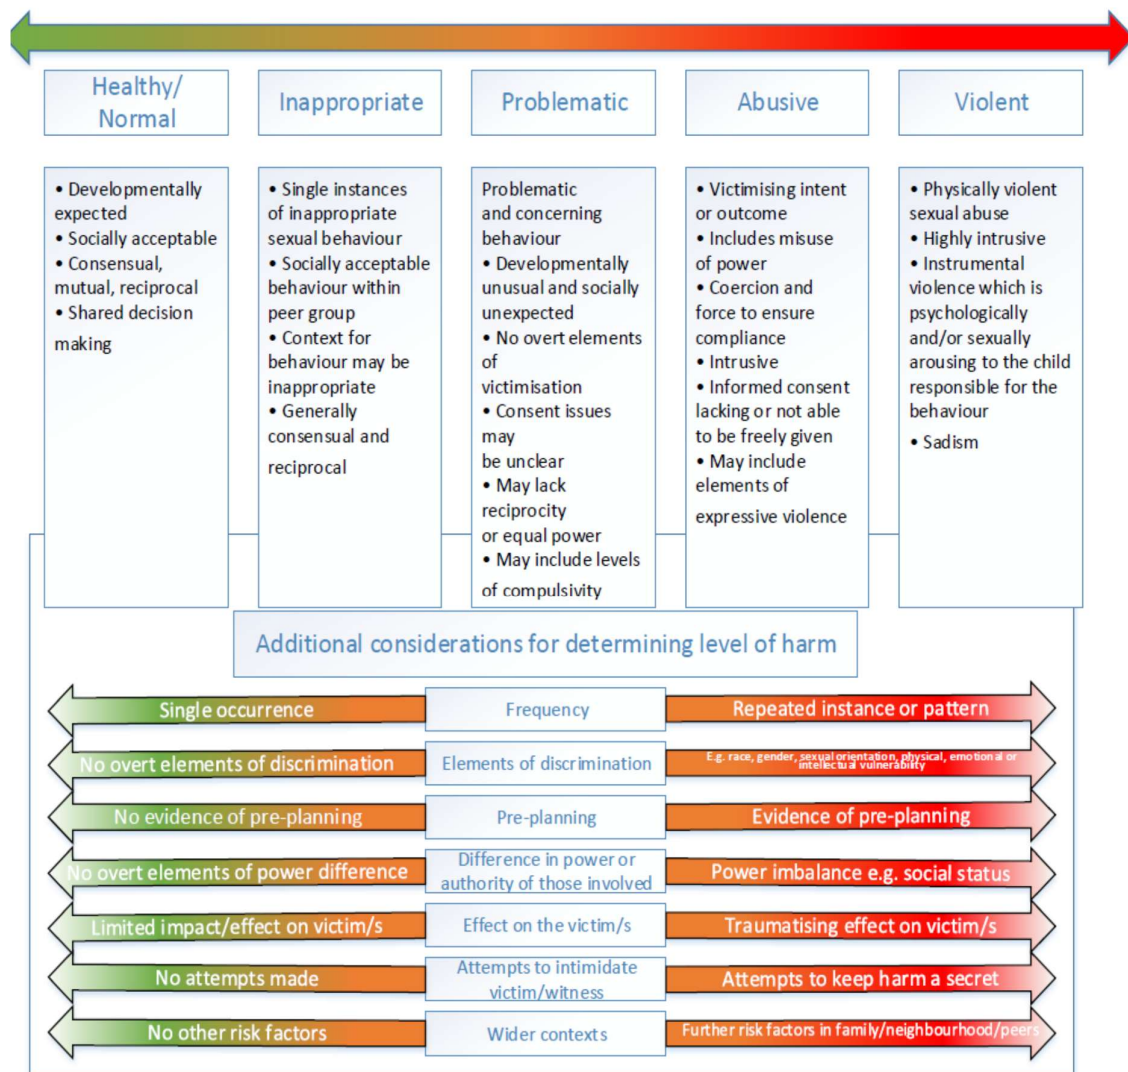 Healthy/
Normal
Inappropriate
Problematic
Abusive
Violent
• Developmentally
expected
• Socially acceptable
• Consensual,
mutual, reciprocal
• Shared decision
making
• Single instances
of inappropriate
sexual behaviour
• Socially acceptable
behaviour within
peer group
• Context for
behaviour may be
inappropriate
• Generally
consensual and
reciprocal
Problematic
and concerning
behaviour
• Developmentally
unusual and socially
unexpected
• No overt elements
of
victimisation
• Consent issues
may
be unclear
• May lack
reciprocity
or equal power
• May include levels
of compulsivity
• Victimising intent
or outcome
• Includes misuse
of power
• Coercion and
force to ensure
compliance
• Intrusive
• Informed consent
lacking or not able
to be freely given
• May include
elements of
expressive violence
• Physically violent
sexual abuse
• Highly intrusive
• Instrumental
violence which is
psychologically
and/or sexually
arousing to the child
responsible for the
behaviour
• Sadism
Additional considerations for determining level of harm
Single occurrence
Frequency
Repeated instance or pattern
No overt elements of discrimination
Elements of discrimination
E.g. race, gender, sexual orientation, physical, emotional or
intellectual vulnerability
No evidence of pre-planning
Pre-planning
Evidence of pre-planning
No overt elements of power difference
Difference in power or
authority of those involved
Power imbalance e.g. social status
Limited impact/effect on victim/s
Effect on the victim/s
Traumatising effect on victim/s
No attempts made
Attempts to intimidate
victim/witness
Attempts to keep harm a secret
No other risk factors
Wider contexts
Further risk factors in family/neighbourhood/peers